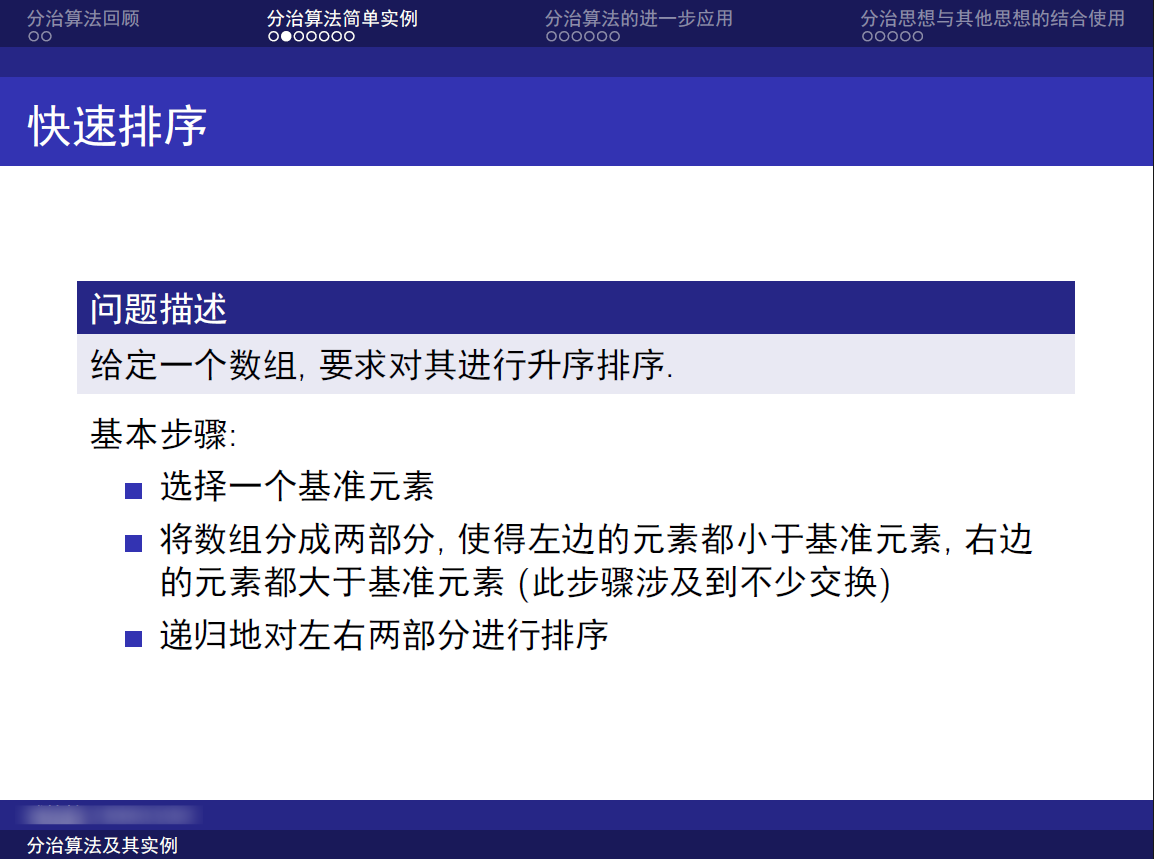 分治算法回顾
分治算法简单实例
分治算法的进一步应用
分治思想与其他思想的结合使用
快速排序
问题描述
给定一个数组, 要求对其进行升序排序.
基本步骤:
选择一个基准元素
将数组分成两部分, 使得左边的元素都小于基准元素, 右边
的元素都大于基准元素 (此步骤涉及到不少交换)
递归地对左右两部分进行排序
分治算法及其实例